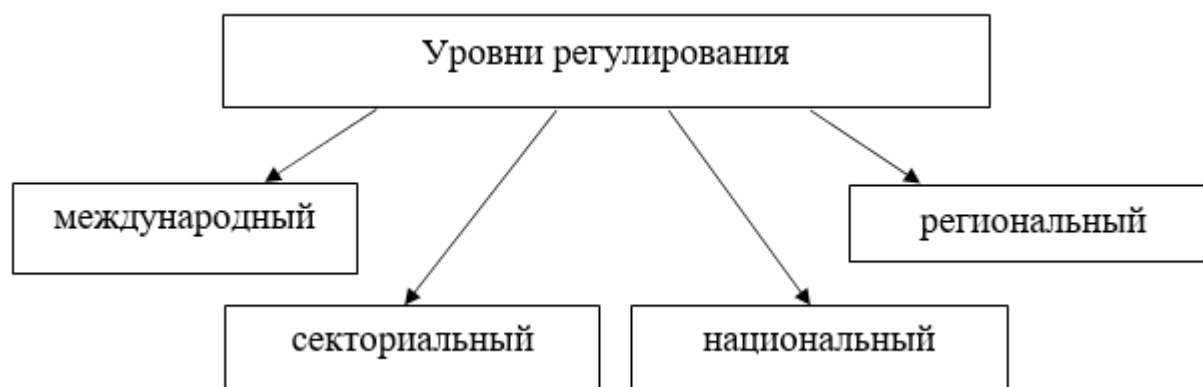 Уровни регулирования
международный
региональный
секториальный
национальный